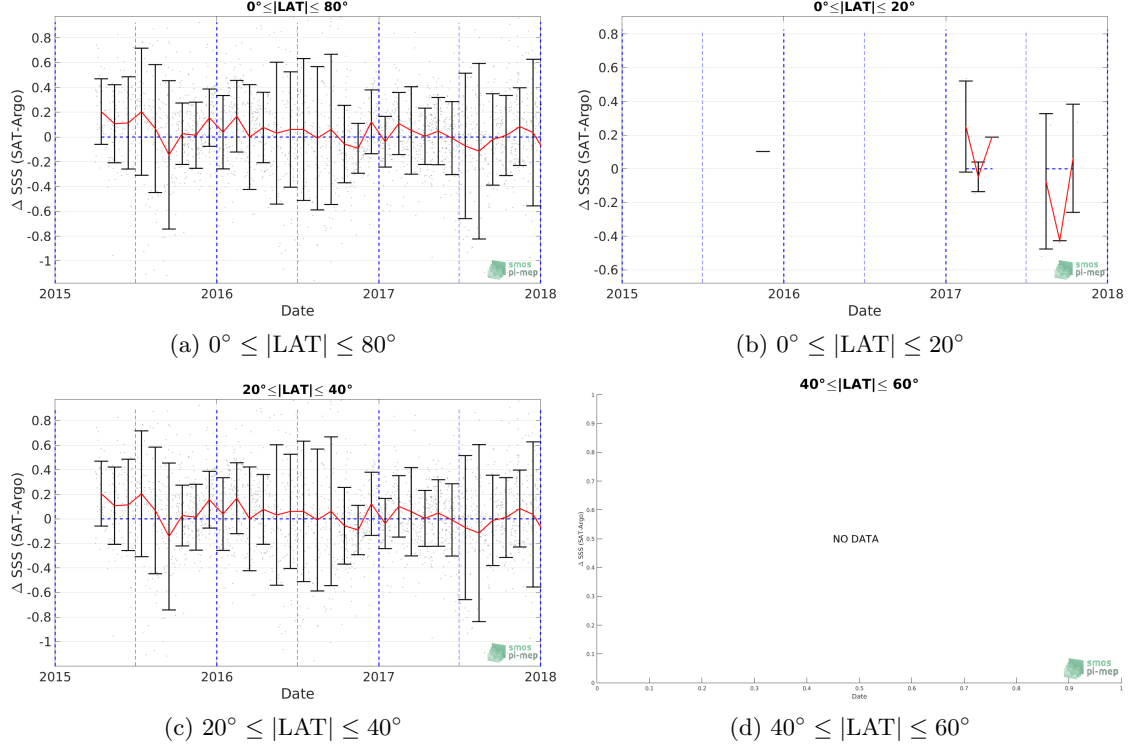 0°≤|LAT|≤ 80°
0.8
0.6
0.4
0.2
0
-0.2
-0.4
-0.6
-0.8
-1
Δ SSS (SAT-Argo)
2015 2016 2017 2018
Date
smos
pi-mep
(a) 0° ≤ |LAT| ≤ 80°
0°≤|LAT|≤ 20°
0.8
0.6
0.4
0.2
0
-0.2
-0.4
-0.6
Δ SSS (SAT-Argo)
2015 2016 2017 2018
Date
smos
pi-mep
(b) 0° ≤ |LAT| ≤ 20°
20°≤|LAT|≤ 40°
0.8
0.6
0.4
0.2
0
-0.2
-0.4
-0.6
-0.8
-1
Δ SSS (SAT-Argo)
2015 2016 2017 2018
Date
smos
pi-mep
(c) 20° ≤ |LAT| ≤ 40°
40°≤|LAT|≤ 60°
1
0.9
0.8
0.7
0.6
0.5
0.4
0.3
0.2
0.1
0
Δ SSS (SAT-Argo)
NO DATA
0 0.1 0.2 0.3 0.4 0.5 0.6 0.7 0.8 0.9 1
Date
smos
pi-mep
(d) 40° ≤ |LAT| ≤ 60°